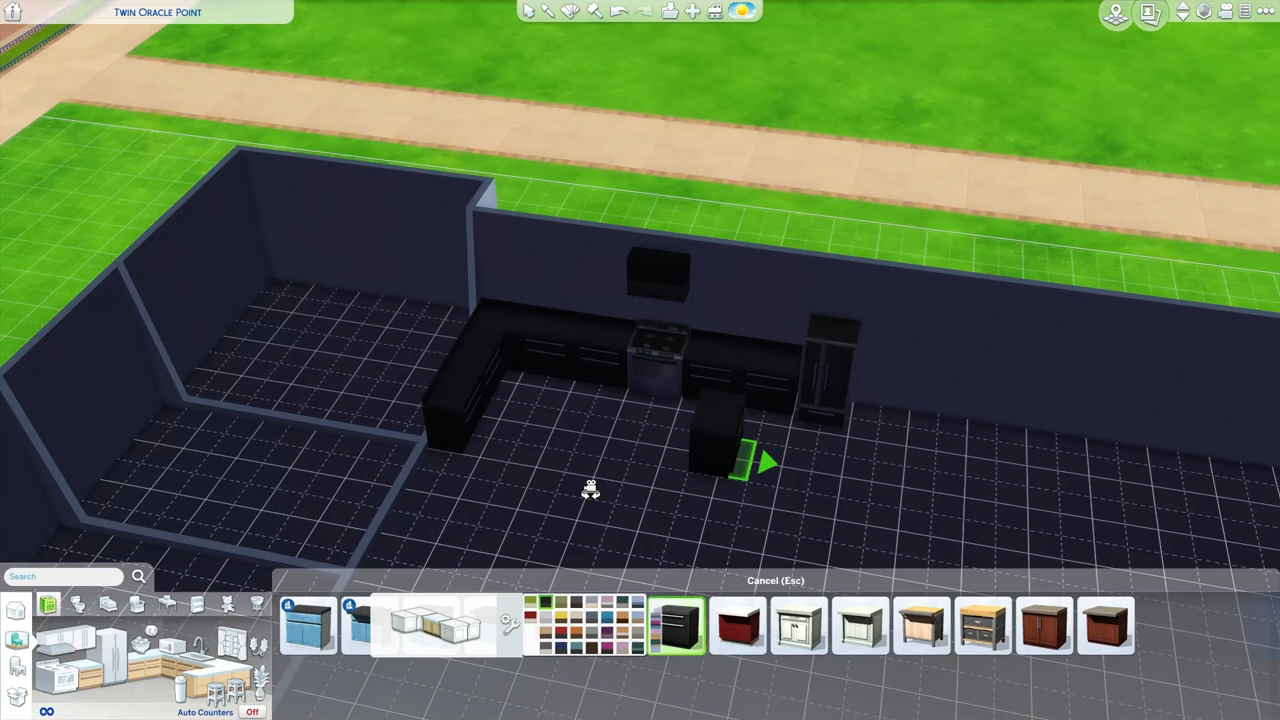 TWIN ORACLE POINT
Cancel (Esc)
Search
Auto Counters
Off